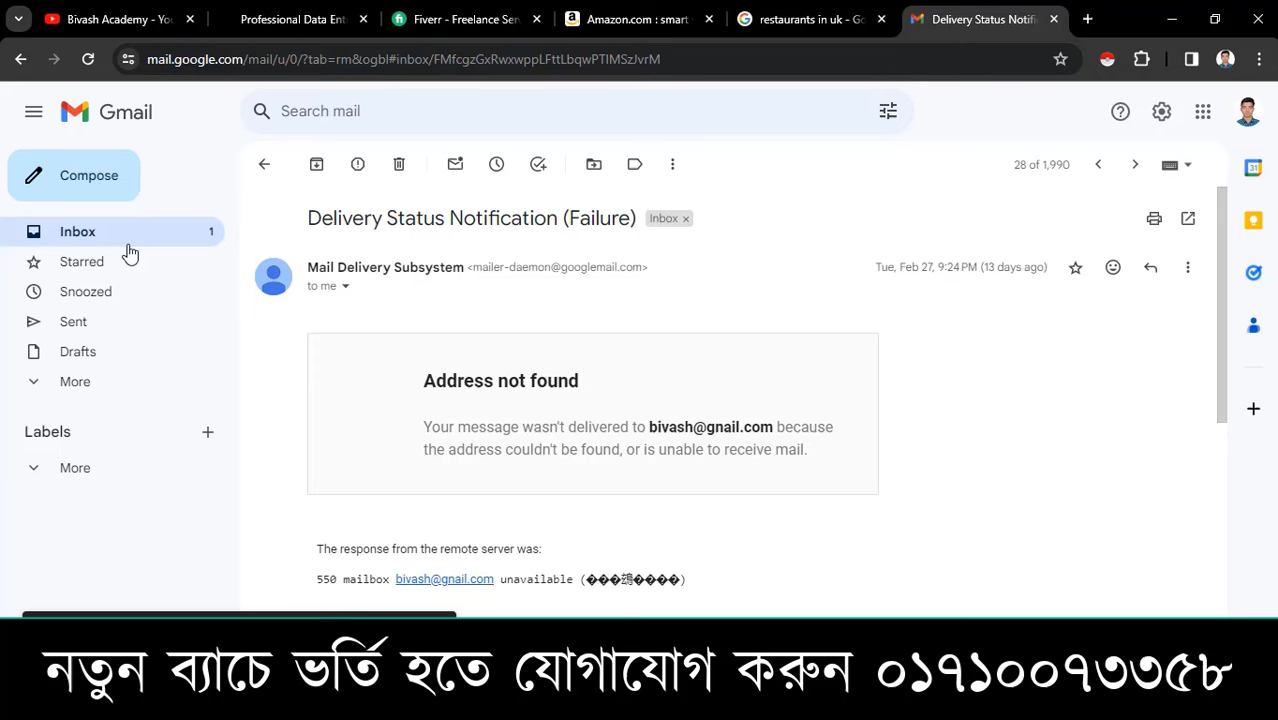 Bivash Academy - Yo
Professional Data Ent
Fiverr - Freelance Ser
Amazon.com : smart
restaurants in uk - Go
Delivery Status Notifi
mail.google.com/mail/u/0/?tab=rm&ogbl#inbox/FMfcgzGxRwxwppLFttLbqwPTIMSzJvrM
Gmail
Search mail
Compose
28 of 1,990
Delivery Status Notification (Failure)
Inbox ×
Inbox 1
Starred
Snoozed
Sent
Drafts
More
Labels
More
Mail Delivery Subsystem <mailer-daemon@googlemail.com>
Tue, Feb 27, 9:24 PM (13 days ago)
to me
31
Address not found
Your message wasn't delivered to bivash@gnail.com because
the address couldn't be found, or is unable to receive mail.
The response from the remote server was:
550 mailbox bivash@gnail.com unavailable
নতুন ব্যাচে ভর্তি হতে যোগাযোগ করুন ০১৭১০০৭৩৩৫৮